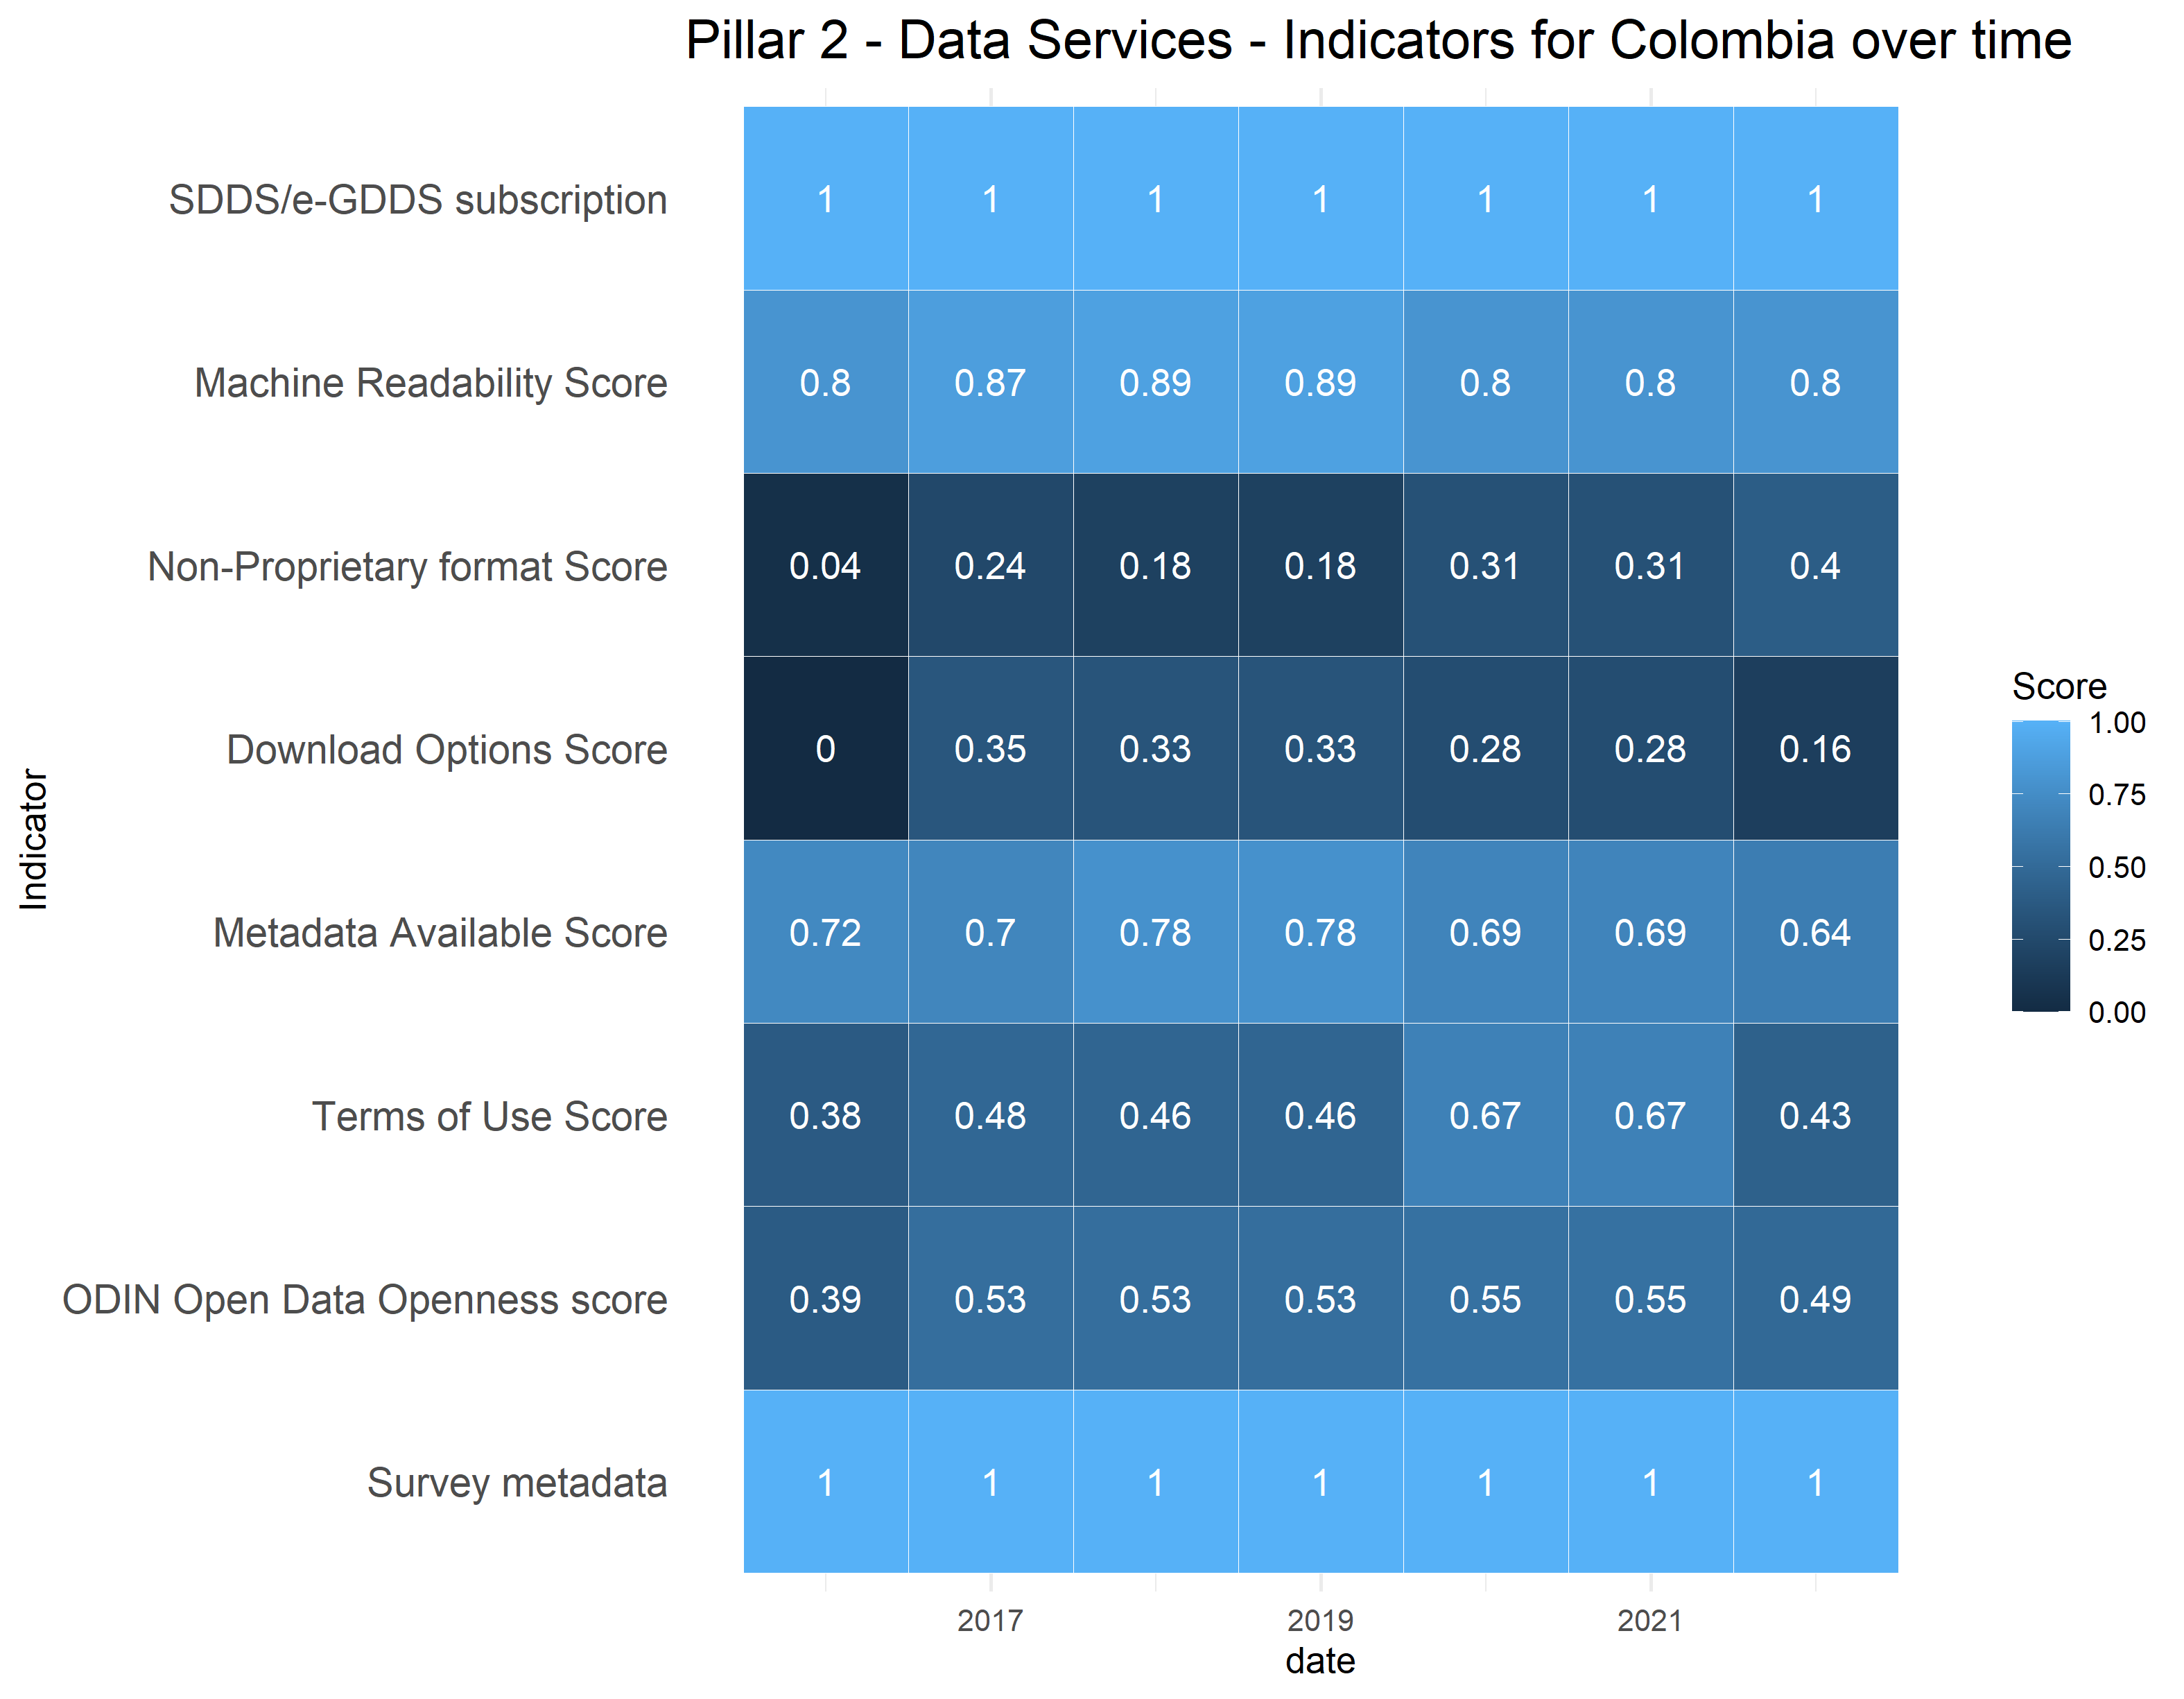 Pillar 2 - Data Services - Indicators for Colombia over time
SDDS/e-GDDS subscription 1 1 1 1 1 1 1
Machine Readability Score 0.8 0.87 0.89 0.89 0.8 0.8 0.8
Non-Proprietary format Score 0.04 0.24 0.18 0.18 0.31 0.31 0.4
Download Options Score 0 0.35 0.33 0.33 0.28 0.28 0.16
Metadata Available Score 0.72 0.7 0.78 0.78 0.69 0.69 0.64
Terms of Use Score 0.38 0.48 0.46 0.46 0.67 0.67 0.43
ODIN Open Data Openness score 0.39 0.53 0.53 0.53 0.55 0.55 0.49
Survey metadata 1 1 1 1 1 1 1
Indicator
2017 2019 2021
date
Score
1.00
0.75
0.50
0.25
0.00